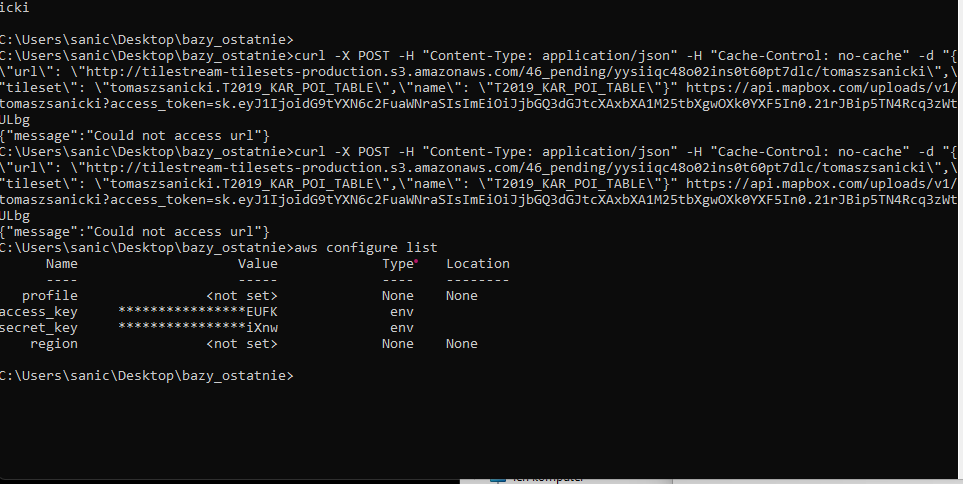 icki
C:\Users\sanic\Desktop\bazy_ostatnie>
C:\Users\sanic\Desktop\bazy_ostatnie>curl -X POST -H "Content-Type: application/json" -H "Cache-Control: no-cache" -d "{
\"url\": \"http://tilestream-tilesets-production.s3.amazonaws.com/46_pending/yysiiqc48o02ins0t60pt7dlc/tomaszsanicki\",\
"tileset\": \"tomaszsanicki.T2019_KAR_POI_TABLE\",\"name\": \"T2019_KAR_POI_TABLE\"}" https://api.mapbox.com/uploads/v1/
tomaszsanicki?access_token=sk.eyJ1IjoidG9tYXN6c2FuaWNraSIsImEiOiJjbGQ3dGJtcXAxbXA1M25tbXgwOXk0YXF5In0.21rJBip5TN4Rcq3zWt
ULbg
{"message":"Could not access url"}
C:\Users\sanic\Desktop\bazy_ostatnie>curl -X POST -H "Content-Type: application/json" -H "Cache-Control: no-cache" -d "{
\"url\": \"http://tilestream-tilesets-production.s3.amazonaws.com/46_pending/yysiiqc48o02ins0t60pt7dlc/tomaszsanicki\",\
"tileset\": \"tomaszsanicki.T2019_KAR_POI_TABLE\",\"name\": \"T2019_KAR_POI_TABLE\"}" https://api.mapbox.com/uploads/v1/
tomaszsanicki?access_token=sk.eyJ1IjoidG9tYXN6c2FuaWNraSIsImEiOiJjbGQ3dGJtcXAxbXA1M25tbXgwOXk0YXF5In0.21rJBip5TN4Rcq3zWt
ULbg
{"message":"Could not access url"}
C:\Users\sanic\Desktop\bazy_ostatnie>aws configure list
Name Value Type Location
---- ----- ---- --------
profile <not set> None None
access_key ****************EUFK env
secret_key ****************iXnw env
region <not set> None None
C:\Users\sanic\Desktop\bazy_ostatnie>